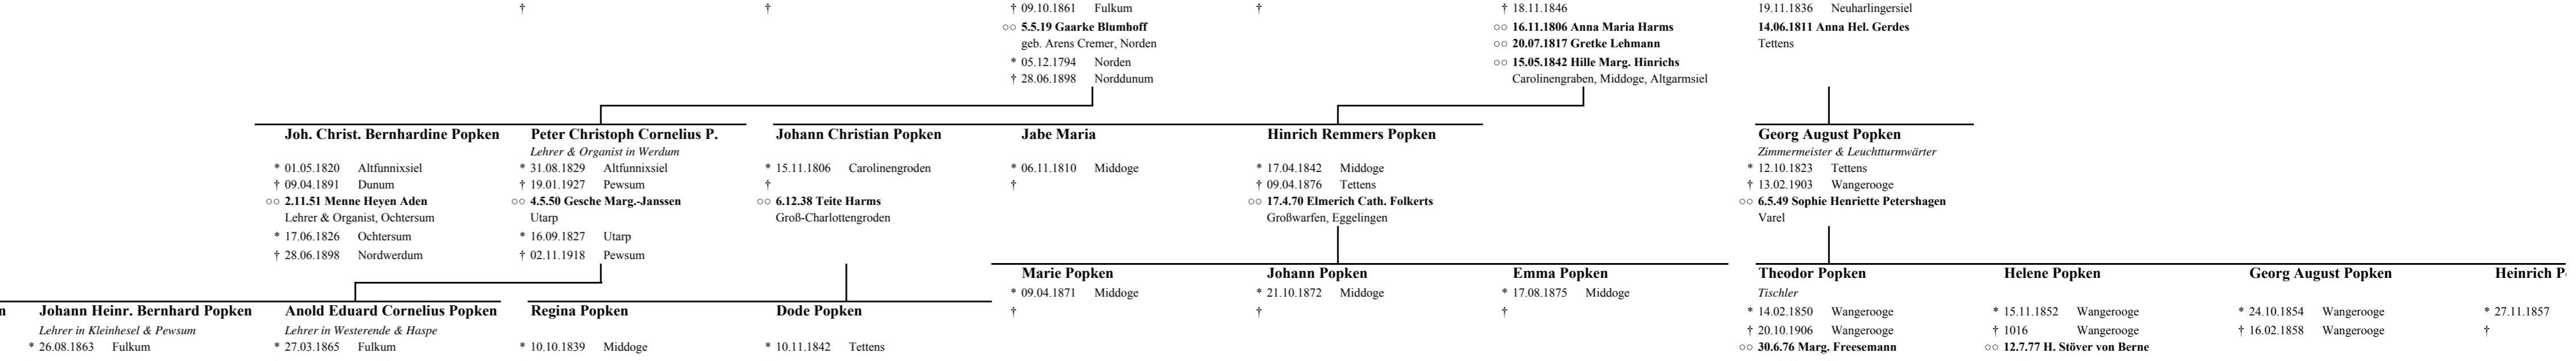 †
†
† 09.10.1861 Fulkum
○○ 5.5.19 Gaarke Blumhoff
geb. Arens Cremer, Norden
* 05.12.1794 Norden
† 28.06.1898 Norddunum
†
† 18.11.1846
○○ 16.11.1806 Anna Maria Harms
○○ 20.07.1817 Gretke Lehmann
○○ 15.05.1842 Hille Marg. Hinrichs
Carolinengraben, Middoge, Altgarmsiel
19.11.1836 Neuharlingersiel
14.06.1811 Anna Hel. Gerdes
Tettens
Joh. Christ. Bernhardine Popken
* 01.05.1820 Altfunnixsiel
† 09.04.1891 Dunum
○○ 2.11.51 Menne Heyen Aden
Lehrer & Organist, Ochtersum
* 17.06.1826 Ochtersum
† 28.06.1898 Nordwerdum
Peter Christoph Cornelius P.
Lehrer & Organist in Werdum
* 31.08.1829 Altfunnixsiel
† 19.01.1927 Pewsum
○○ 4.5.50 Gesche Marg.-Janssen
Utarp
* 16.09.1827 Utarp
† 02.11.1918 Pewsum
Johann Christian Popken
* 15.11.1806 Carolinengroden
†
○○ 6.12.38 Teite Harms
Groß-Charlottengroden
Jabe Maria
* 06.11.1810 Middoge
†
Hinrich Remmers Popken
* 17.04.1842 Middoge
† 09.04.1876 Tettens
○○ 17.4.70 Elmerich Cath. Folkerts
Großwarfen, Eggelingen
Georg August Popken
Zimmermeister & Leuchtturmwärter
* 12.10.1823 Tettens
† 13.02.1903 Wangerooge
○○ 6.5.49 Sophie Henriette Petershagen
Varel
n
Johann Heinr. Bernhard Popken
Lehrer in Kleinhesel & Pewsum
* 26.08.1863 Fulkum
Anold Eduard Cornelius Popken
Lehrer in Westerende & Haspe
* 27.03.1865 Fulkum
Regina Popken
* 10.10.1839 Middoge
Dode Popken
* 10.11.1842 Tettens
Marie Popken
* 09.04.1871 Middoge
†
Johann Popken
* 21.10.1872 Middoge
†
Emma Popken
* 17.08.1875 Middoge
†
Theodor Popken
Tischler
* 14.02.1850 Wangerooge
† 20.10.1906 Wangerooge
○○ 30.6.76 Marg. Freesemann
Helene Popken
* 15.11.1852 Wangerooge
† 1016 Wangerooge
○○ 12.7.77 H. Stöver von Berne
Georg August Popken
* 24.10.1854 Wangerooge
† 16.02.1858 Wangerooge
Heinrich P
* 27.11.1857
†